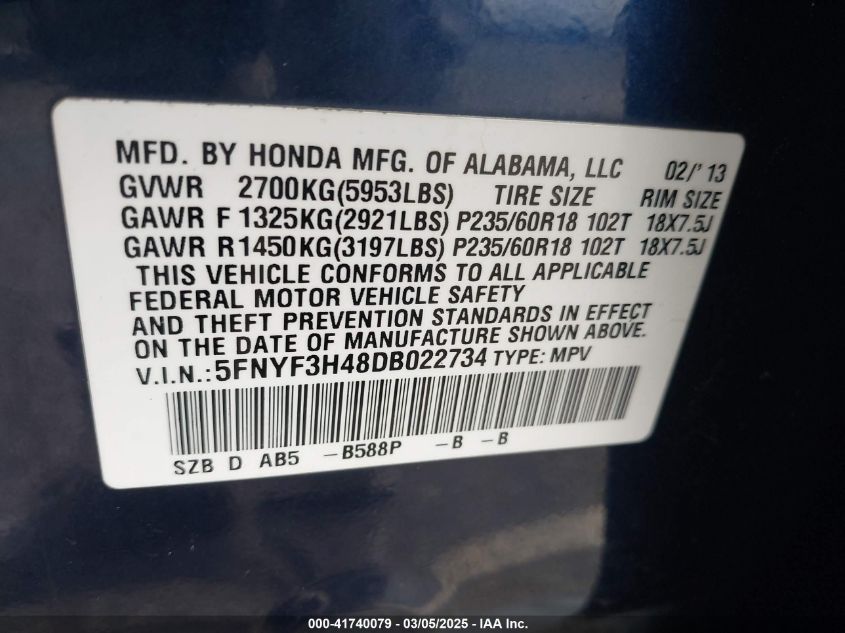 MFD. BY HONDA MFG. OF ALABAMA, LLC 02/'13
GVWR 2700KG(5953LBS) TIRE SIZE RIM SIZE
GAWR F 1325KG(2921LBS) P235/60R18 102T 18X7.5J
GAWR R 1450KG(3197LBS) P235/60R18 102T 18X7.5J
THIS VEHICLE CONFORMS TO ALL APPLICABLE
FEDERAL MOTOR VEHICLE SAFETY
AND THEFT PREVENTION STANDARDS IN EFFECT
ON THE DATE OF MANUFACTURE SHOWN ABOVE.
V.I.N.: 5FNYF3H48DB022734 TYPE: MPV
SZB D AB5 -B588P -B -B
000-41740079 - 03/05/2025 - IAA Inc.